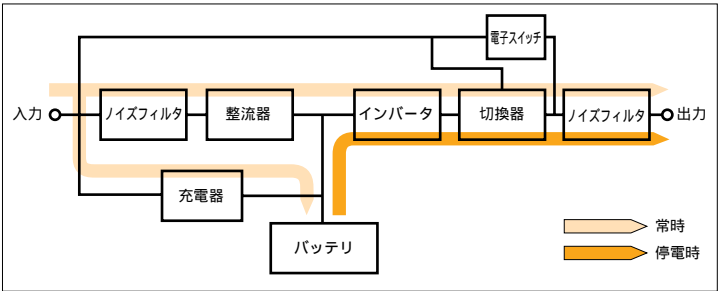 電子スイッチ
入力
ノイズフィルタ
整流器
インバータ
切換器
ノイズフィルタ
出力
充電器
バッテリ
常時
停電時